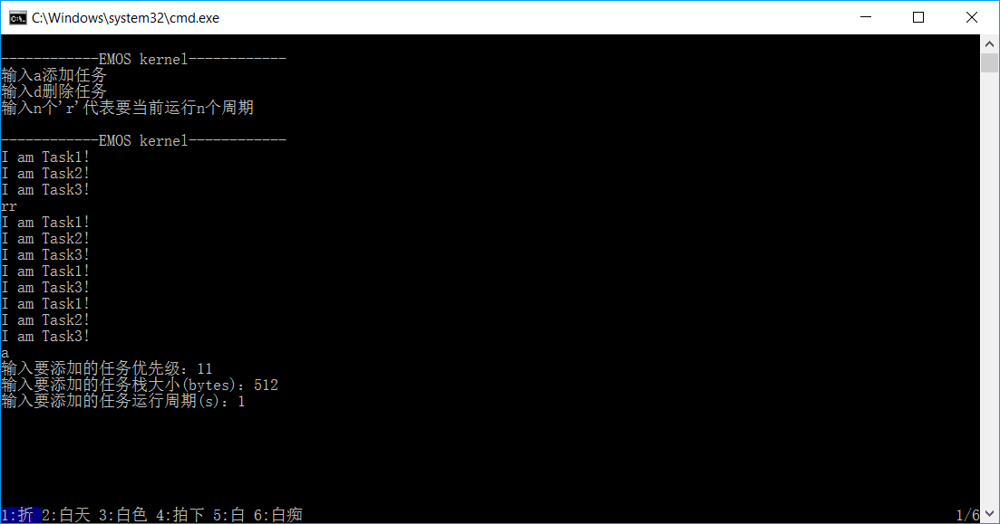 C:\Windows\system32\cmd.exe
------------EMOS kernel------------
输入a添加任务
输入d删除任务
输入n个'r'代表要当前运行n个周期
------------EMOS kernel------------
I am Task1!
I am Task2!
I am Task3!
rr
I am Task1!
I am Task2!
I am Task3!
I am Task1!
I am Task3!
I am Task1!
I am Task2!
I am Task3!
a
输入要添加的任务优先级：11
输入要添加的任务栈大小(bytes)：512
输入要添加的任务运行周期(s)：1
1:折 2:白天 3:白色 4:拍下 5:白 6:白痴 1/6